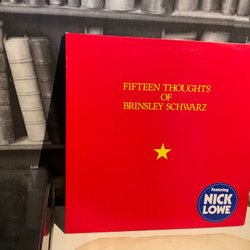 FIFTEEN THOUGHTS
OF
BRINSLEY SCHWARZ
Featuring
NICK
LOWE